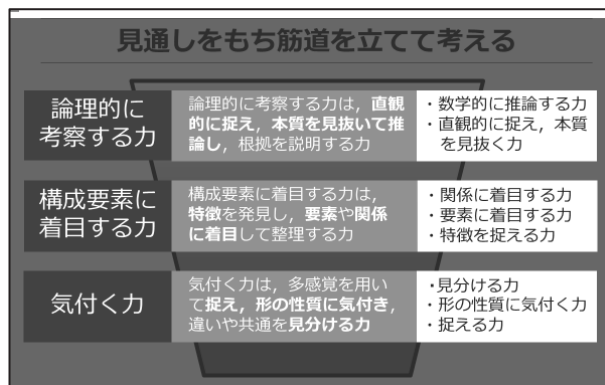 見通しをもち筋道を立てて考える
論理的に
考察する力
論理的に考察する力は，直観
的に捉え，本質を見抜いて推
論し，根拠を説明する力
・数学的に推論する力
・直観的に捉え，本質
を見抜く力
構成要素に
着目する力
構成要素に着目する力は，
特徴を発見し，要素や関係
に着目して整理する力
・関係に着目する力
・要素に着目する力
・特徴を捉える力
気付く力
気付く力は，多感覚を用い
て捉え，形の性質に気付き，
違いや共通を見分ける力
・見分ける力
・形の性質に気付く力
・捉える力